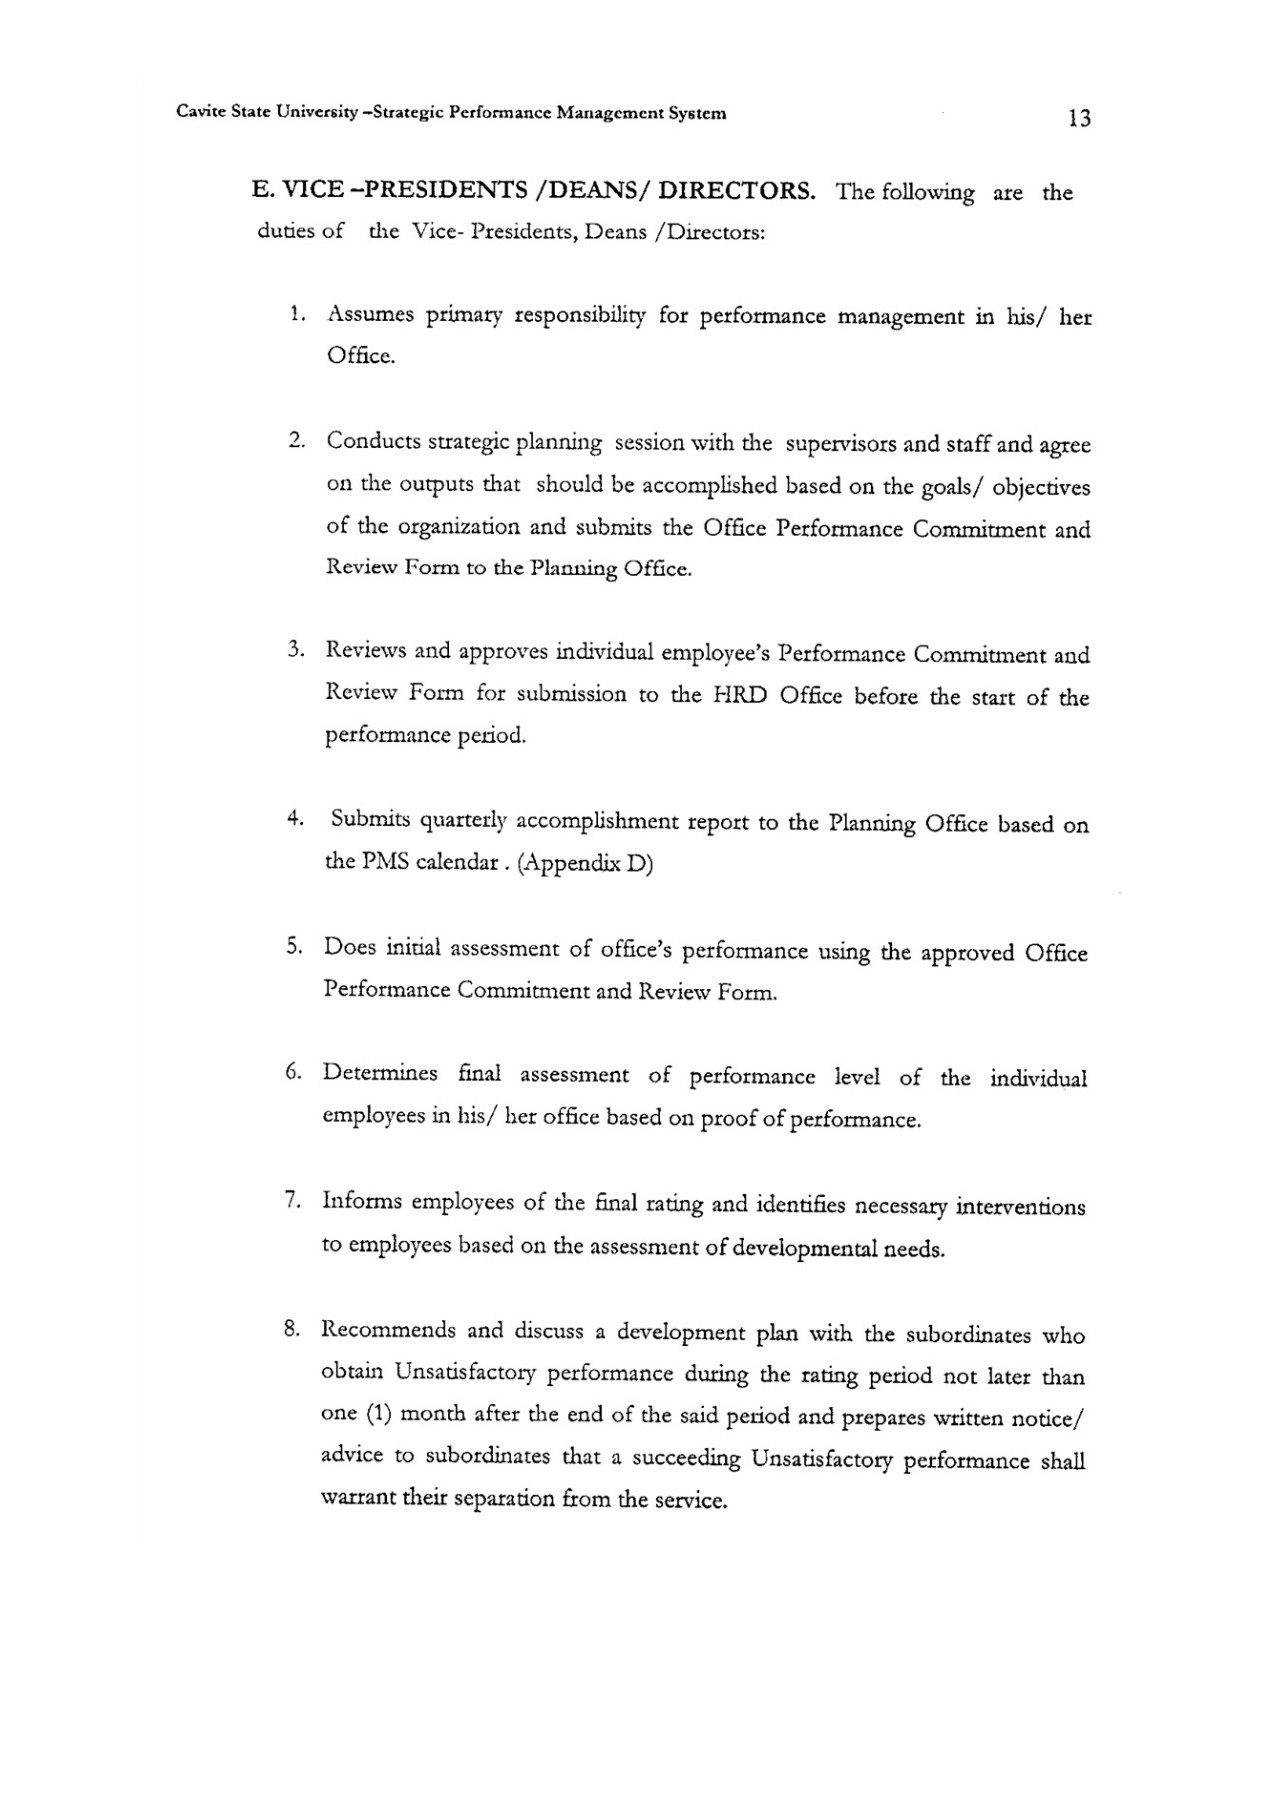 Cavite State University –Strategic Performance Management System
13
E. VICE –PRESIDENTS /DEANS/ DIRECTORS. The following are the
duties of the Vice- Presidents, Deans /Directors:
1. Assumes primary responsibility for performance management in his/ her
Office.
2. Conducts strategic planning session with the supervisors and staff and agree
on the outputs that should be accomplished based on the goals/ objectives
of the organization and submits the Office Performance Commitment and
Review Form to the Planning Office.
3. Reviews and approves individual employee’s Performance Commitment and
Review Form for submission to the HRD Office before the start of the
performance period.
4. Submits quarterly accomplishment report to the Planning Office based on
the PMS calendar . (Appendix D)
5. Does initial assessment of office’s performance using the approved Office
Performance Commitment and Review Form.
6. Determines final assessment of performance level of the individual
employees in his/ her office based on proof of performance.
7. Informs employees of the final rating and identifies necessary interventions
to employees based on the assessment of developmental needs.
8. Recommends and discuss a development plan with the subordinates who
obtain Unsatisfactory performance during the rating period not later than
one (1) month after the end of the said period and prepares written notice/
advice to subordinates that a succeeding Unsatisfactory performance shall
warrant their separation from the service.